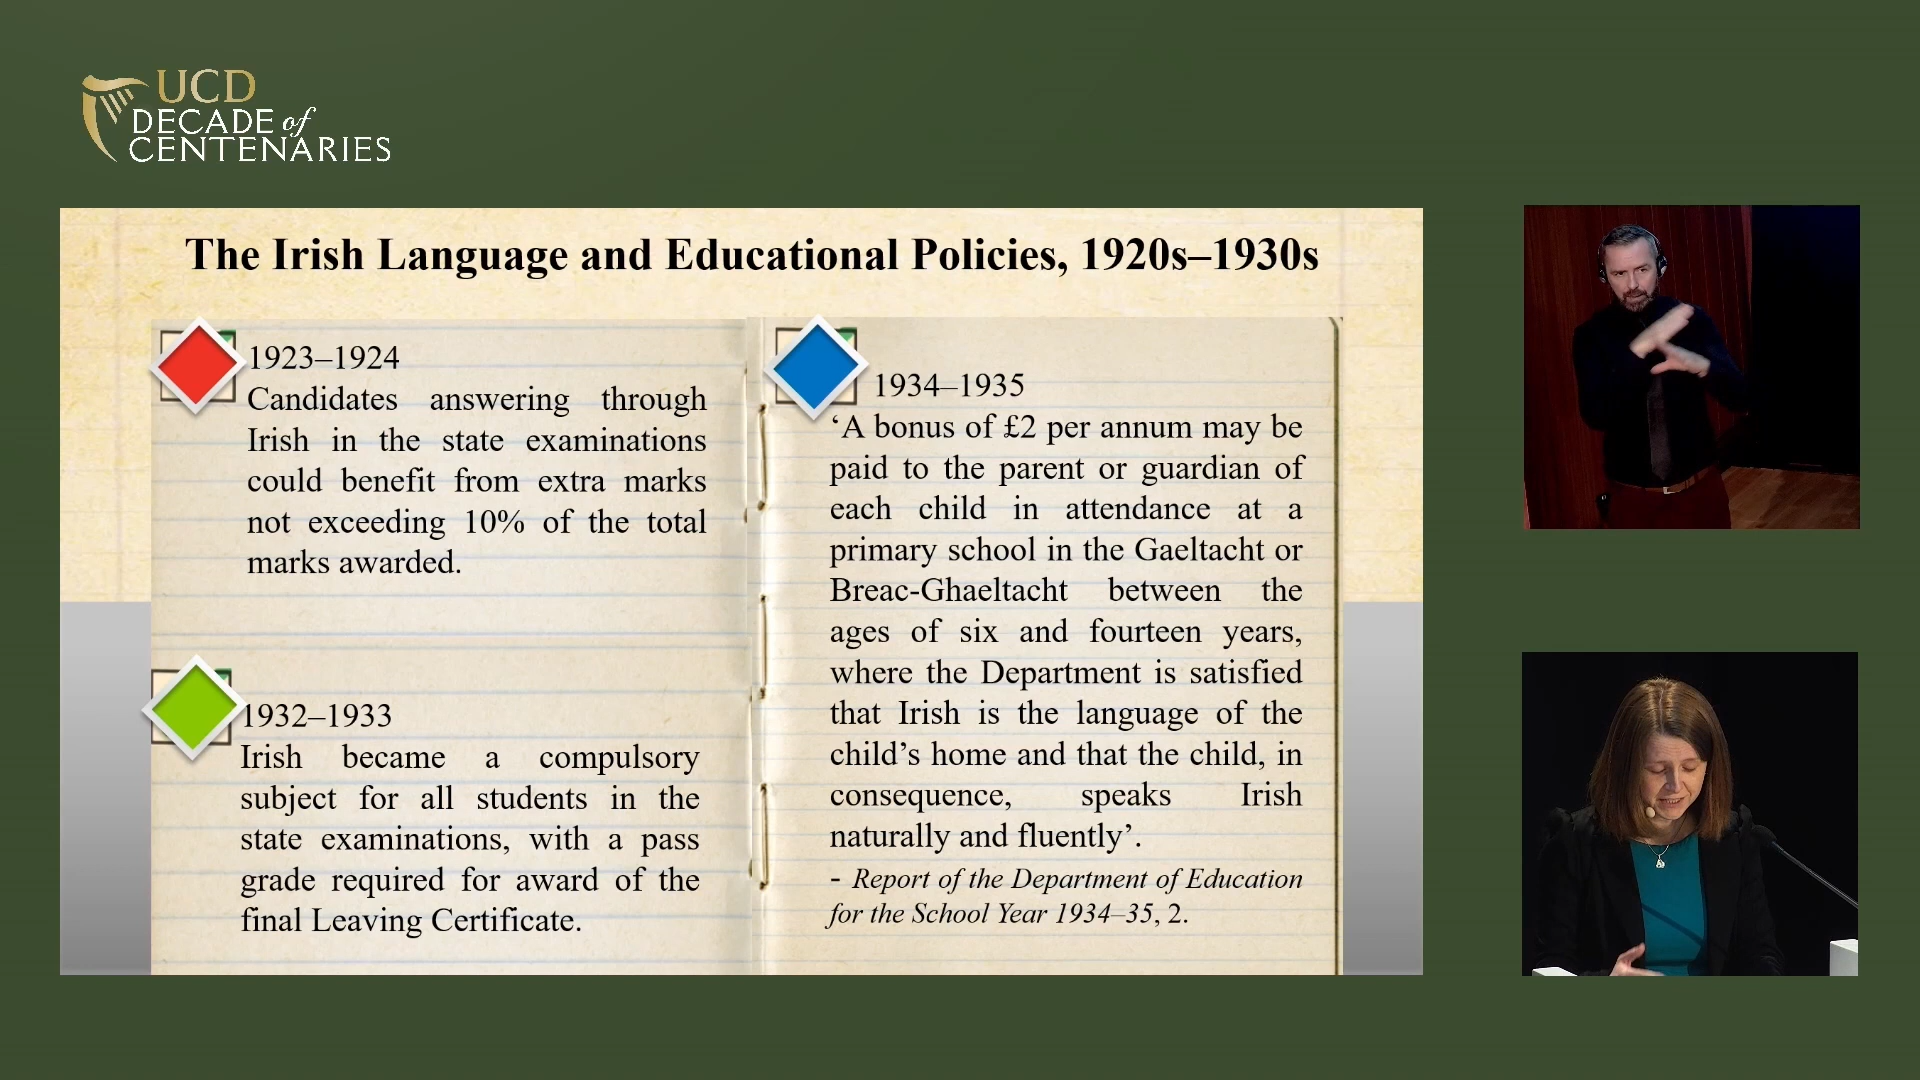 UCD
DECADE of
CENTENARIES
The Irish Language and Educational Policies, 1920s–1930s
1923–1924
Candidates answering through
Irish in the state examinations
could benefit from extra marks
not exceeding 10% of the total
marks awarded.
1932–1933
Irish became a compulsory
subject for all students in the
state examinations, with a pass
grade required for award of the
final Leaving Certificate.
1934–1935
‘A bonus of £2 per annum may be
paid to the parent or guardian of
each child in attendance at a
primary school in the Gaeltacht or
Breac-Ghaeltacht between the
ages of six and fourteen years,
where the Department is satisfied
that Irish is the language of the
child’s home and that the child, in
consequence, speaks Irish
naturally and fluently’.
- Report of the Department of Education
for the School Year 1934–35, 2.